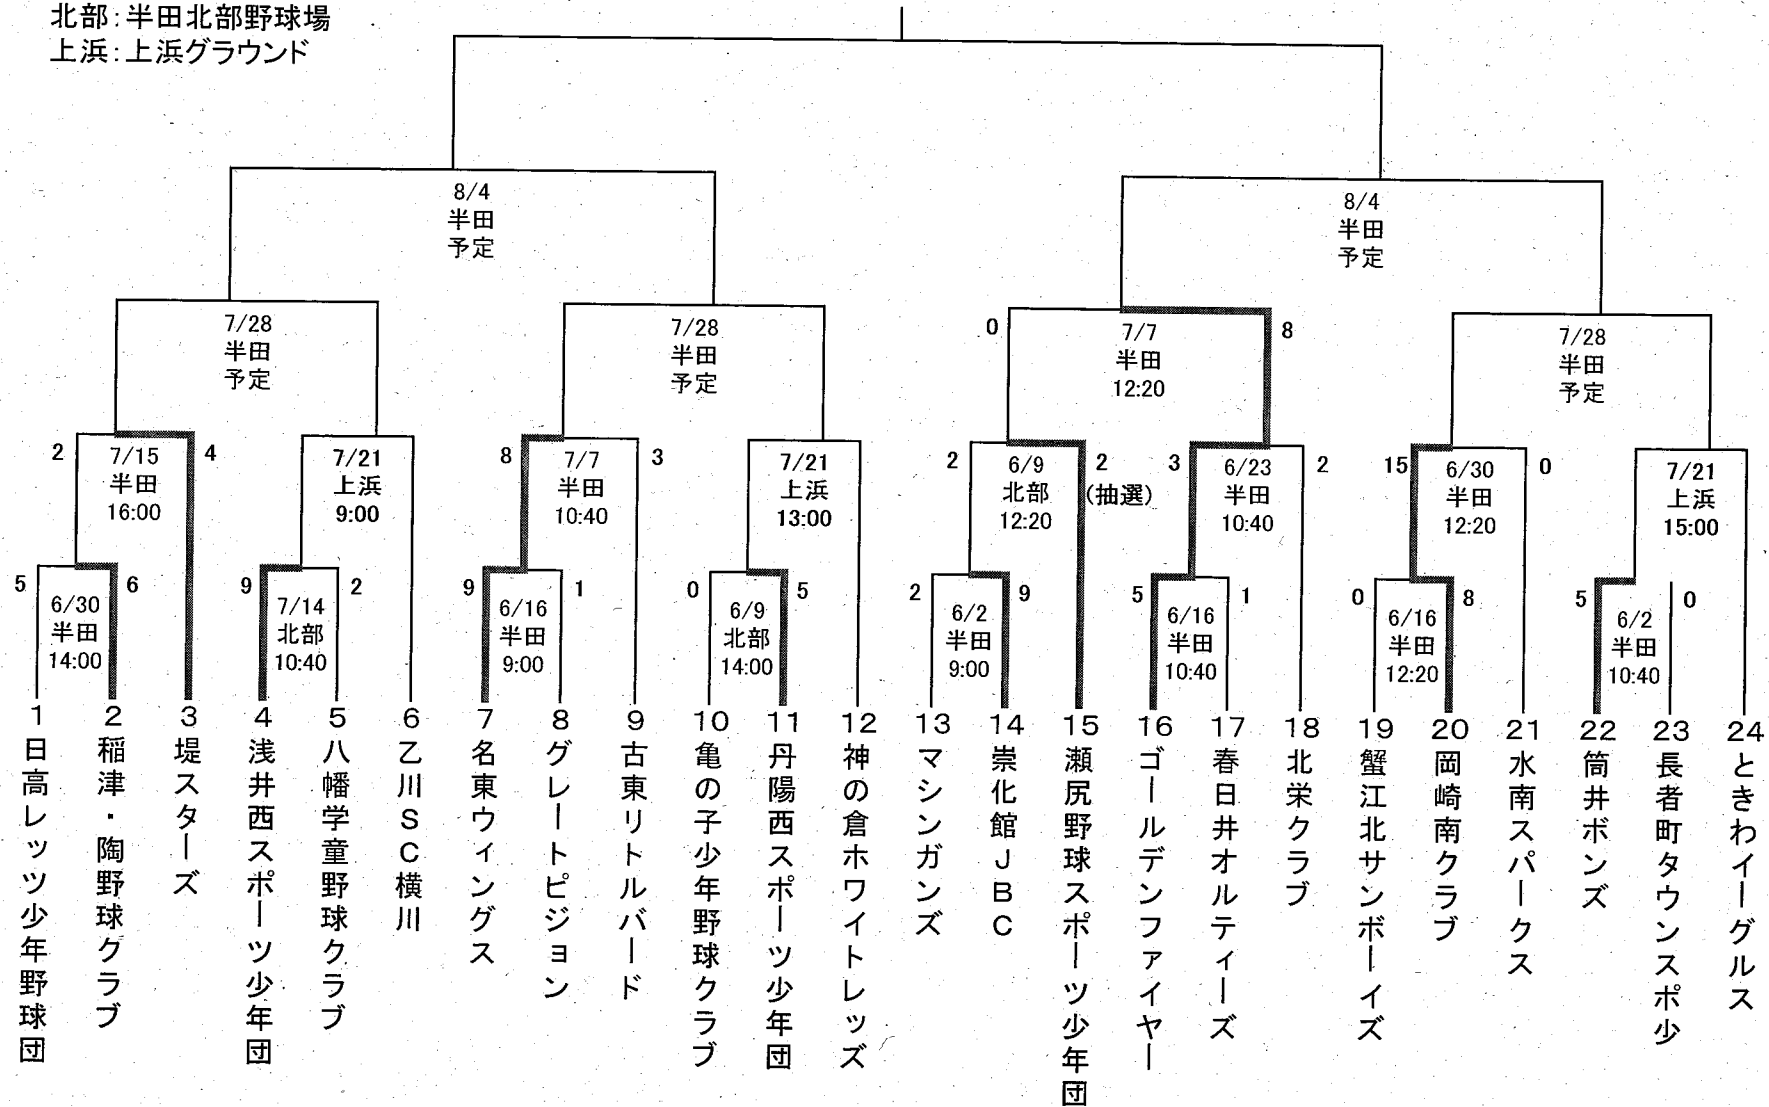 北部:半田北部野球場
上浜:上浜グラウンド
8/4
半田
予定
8/4
半田
予定
7/28
半田
予定
7/28
半田
予定
0
7/7
半田
12:20
8
7/28
半田
予定
2
7/15
半田
16:00
4
7/21
上浜
9:00
8
7/7
半田
10:40
3
7/21
上浜
13:00
2
6/9
北部
12:20
2
(抽選)
3
6/23
半田
10:40
2
15
6/30
半田
12:20
0
7/21
上浜
15:00
5
6/30
半田
14:00
6
9
7/14
北部
10:40
2
9
6/16
半田
9:00
1
0
6/9
北部
14:00
5
2
6/2
半田
9:00
9
5
6/16
半田
10:40
1
0
6/16
半田
12:20
8
5
6/2
半田
10:40
0
1 日高レッツ少年野球団
2 稲津・陶野球クラブ
3 堤スターズ
4 浅井西スポーツ少年団
5 八幡学童野球クラブ
6 乙川SC横川
7 名東ウィングス
8 グレートピジョン
9 古東リトルバード
10 亀の子少年野球クラブ
11 丹陽西スポーツ少年団
12 神の倉ホワイトレッズ
13 マシンガンズ
14 崇化館JBC
15 瀬尻野球スポーツ少年団
16 ゴールデンファイヤー
17 春日井オルティーズ
18 北栄クラブ
19 蟹江北サンボーイズ
20 岡崎南クラブ
21 水南スパークス
22 筒井ボンズ
23 長者町タウンスポ少
24 ときわイーグルス